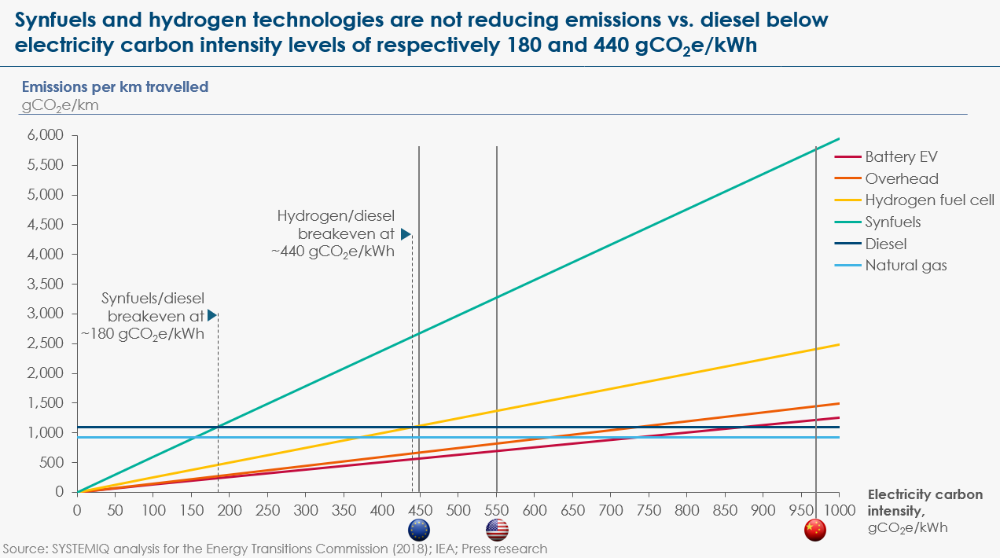 Synfuels and hydrogen technologies are not reducing emissions vs. diesel below
electricity carbon intensity levels of respectively 180 and 440 gCO₂e/kWh
Emissions per km travelled
gCO₂e/km
6,000
5,500
5,000
4,500
4,000
3,500
3,000
2,500
2,000
1,500
1,000
500
0
Hydrogen/diesel
breakeven at
~440 gCO₂e/kWh
Synfuels/diesel
breakeven at
~180 gCO₂e/kWh
Battery EV
Overhead
Hydrogen fuel cell
Synfuels
Diesel
Natural gas
0 50 100 150 200 250 300 350 400 450 500 550 600 650 700 750 800 850 900 950 1000
Electricity carbon
intensity,
gCO₂e/kWh
Source: SYSTEMIQ analysis for the Energy Transitions Commission (2018); IEA; Press research